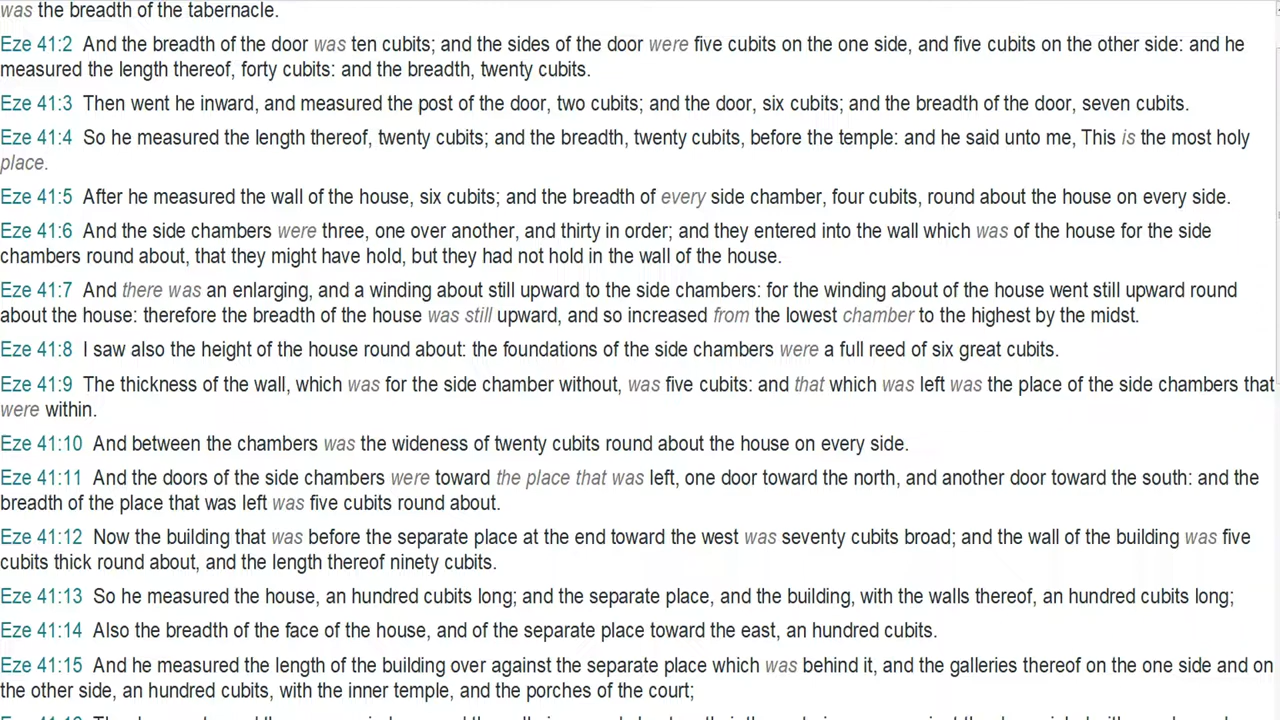 was the breadth of the tabernacle.
Eze 41:2 And the breadth of the door was ten cubits; and the sides of the door were five cubits on the one side, and five cubits on the other side: and he
measured the length thereof, forty cubits: and the breadth, twenty cubits.
Eze 41:3 Then went he inward, and measured the post of the door, two cubits; and the door, six cubits; and the breadth of the door, seven cubits.
Eze 41:4 So he measured the length thereof, twenty cubits; and the breadth, twenty cubits, before the temple: and he said unto me, This is the most holy
place.
Eze 41:5 After he measured the wall of the house, six cubits; and the breadth of every side chamber, four cubits, round about the house on every side.
Eze 41:6 And the side chambers were three, one over another, and thirty in order; and they entered into the wall which was of the house for the side
chambers round about, that they might have hold, but they had not hold in the wall of the house.
Eze 41:7 And there was an enlarging, and a winding about still upward to the side chambers: for the winding about of the house went still upward round
about the house: therefore the breadth of the house was still upward, and so increased from the lowest chamber to the highest by the midst.
Eze 41:8 I saw also the height of the house round about: the foundations of the side chambers were a full reed of six great cubits.
Eze 41:9 The thickness of the wall, which was for the side chamber without, was five cubits: and that which was left was the place of the side chambers that
were within.
Eze 41:10 And between the chambers was the wideness of twenty cubits round about the house on every side.
Eze 41:11 And the doors of the side chambers were toward the place that was left, one door toward the north, and another door toward the south: and the
breadth of the place that was left was five cubits round about.
Eze 41:12 Now the building that was before the separate place at the end toward the west was seventy cubits broad; and the wall of the building was five
cubits thick round about, and the length thereof ninety cubits.
Eze 41:13 So he measured the house, an hundred cubits long; and the separate place, and the building, with the walls thereof, an hundred cubits long;
Eze 41:14 Also the breadth of the face of the house, and of the separate place toward the east, an hundred cubits.
Eze 41:15 And he measured the length of the building over against the separate place which was behind it, and the galleries thereof on the one side and on
the other side, an hundred cubits, with the inner temple, and the porches of the court;